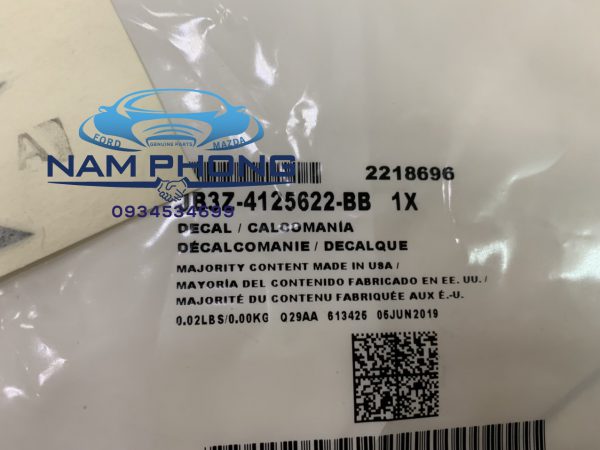 A
FORD
GENUINE PARTS
MAZDA
NAM PHONG
0934534699
2218696
JB3Z-4125622-BB 1X
DECAL / CALCOMANÍA
DÉCALCOMANIE / DECALQUE
MAJORITY CONTENT MADE IN USA /
MAYORÍA DEL CONTENIDO FABRICADO EN EE. UU. /
MAJORITÉ DU CONTENU FABRIQUÉE AUX É.-U.
0.02LBS/0.00KG Q29AA 613426 05JUN2019